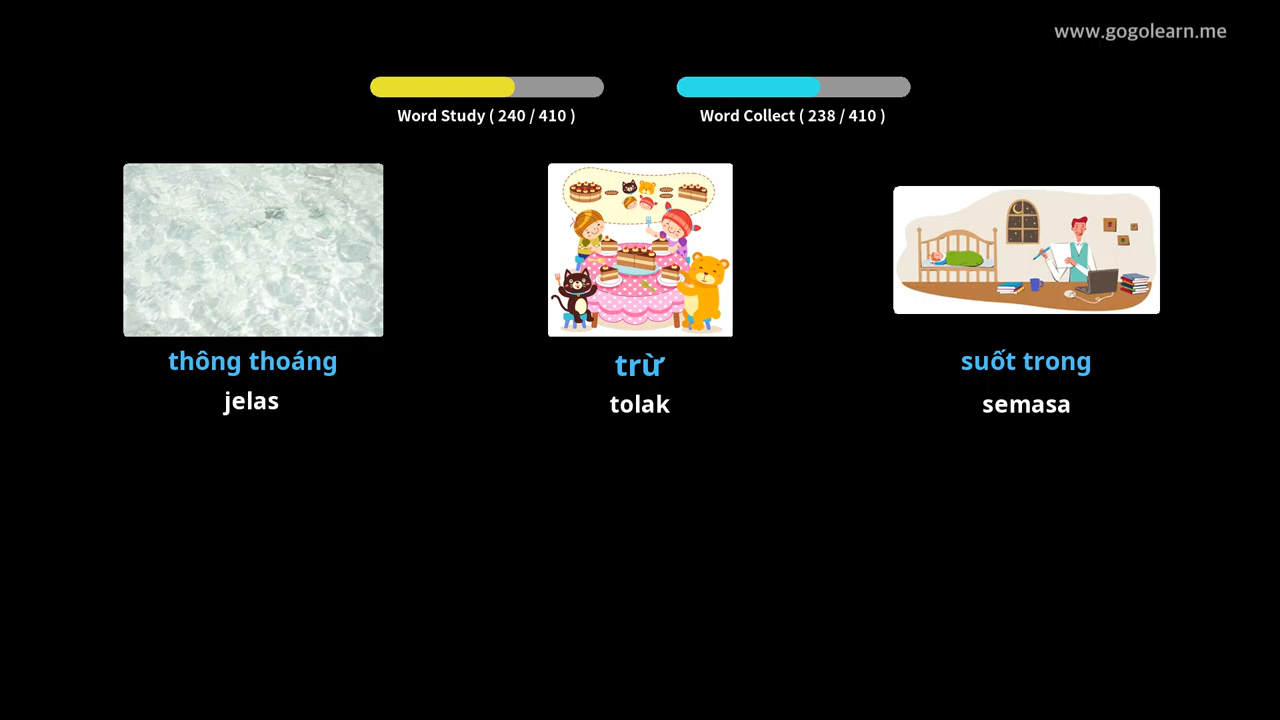 www.gogolearn.me
Word Study ( 240 / 410 )
Word Collect ( 238 / 410 )
thông thoáng
jelas
trừ
tolak
suốt trong
semasa